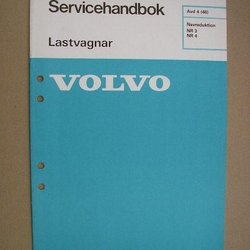 Servicehandbok
Avd 4 (46)
Navreduktion
NR 3
NR 4
Lastvagnar
VOLVO